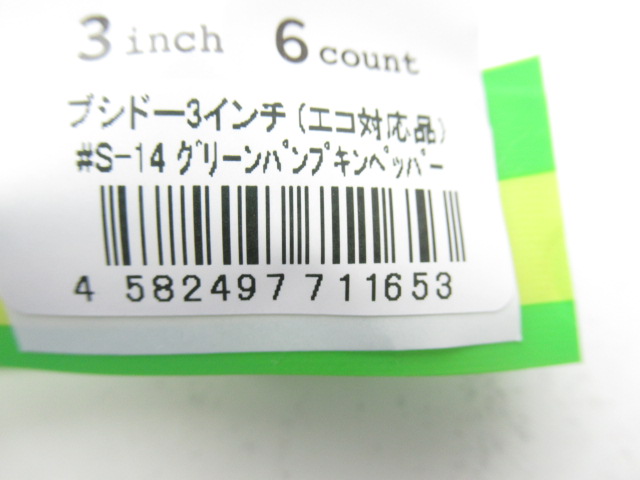 3 inch 6 count
ブシドー3インチ(エコ対応品)
#S-14 グリーンパンプキンペッパー
4 582497 711653